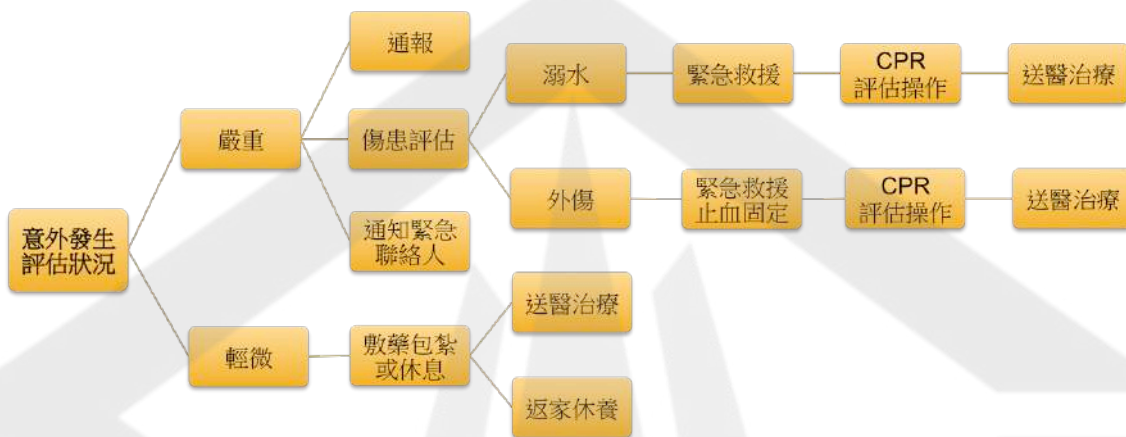 通報
溺水
緊急救援
CPR
評估操作
送醫治療
嚴重
傷患評估
外傷
緊急救援
止血固定
CPR
評估操作
送醫治療
意外發生
評估狀況
通知緊急
聯絡人
送醫治療
輕微
敷藥包紮
或休息
返家休養